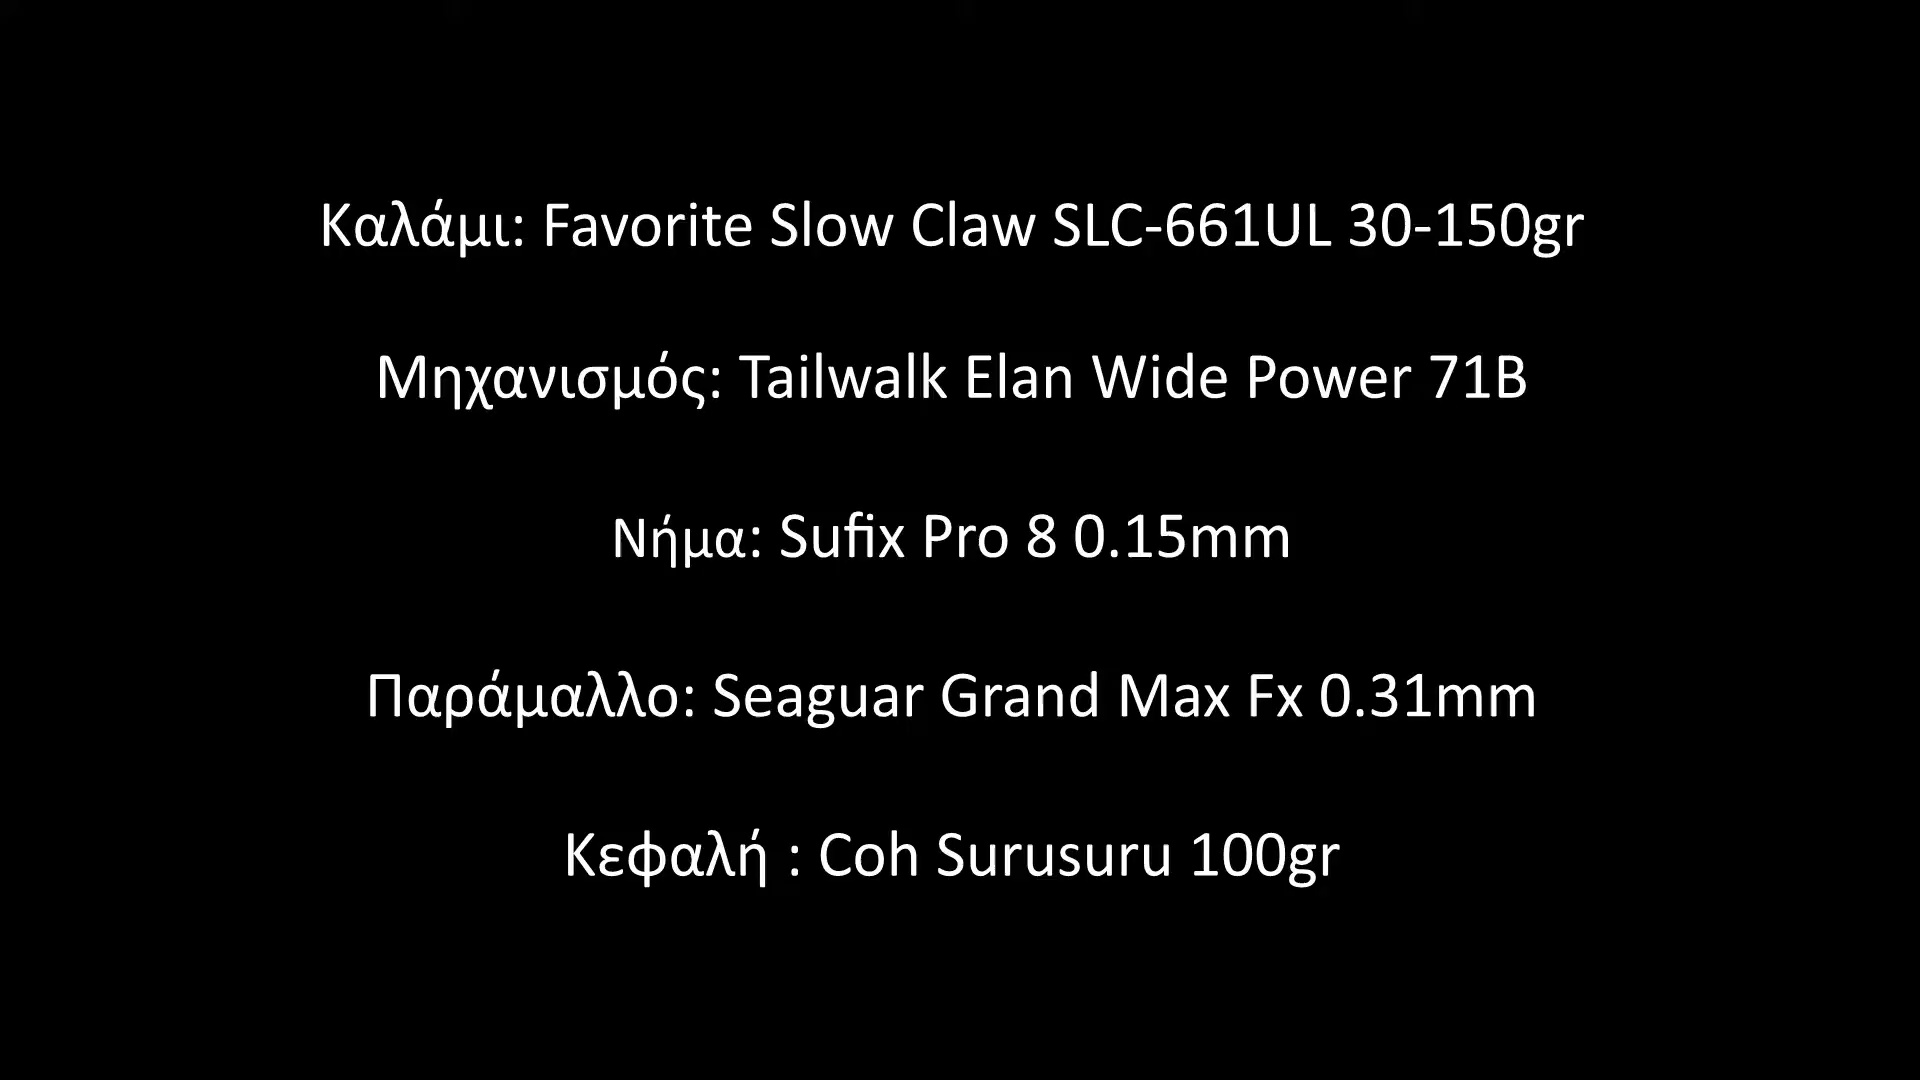 Καλάμι: Favorite Slow Claw SLC-661UL 30-150gr
Μηχανισμός: Tailwalk Elan Wide Power 71B
Νήμα: Sufix Pro 8 0.15mm
Παράμαλλο: Seaguar Grand Max Fx 0.31mm
Κεφαλή : Coh Surusuru 100gr